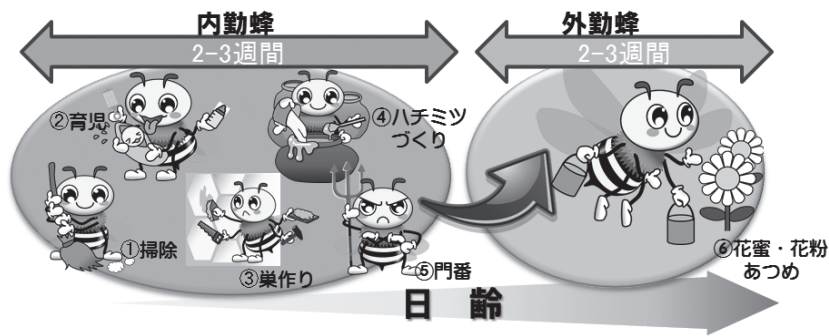 内勤蜂
2-3週間
外勤蜂
2-3週間
②育児
④ハチミツ
づくり
①掃除
③巣作り
⑤門番
⑥花蜜・花粉
あつめ
日 齢